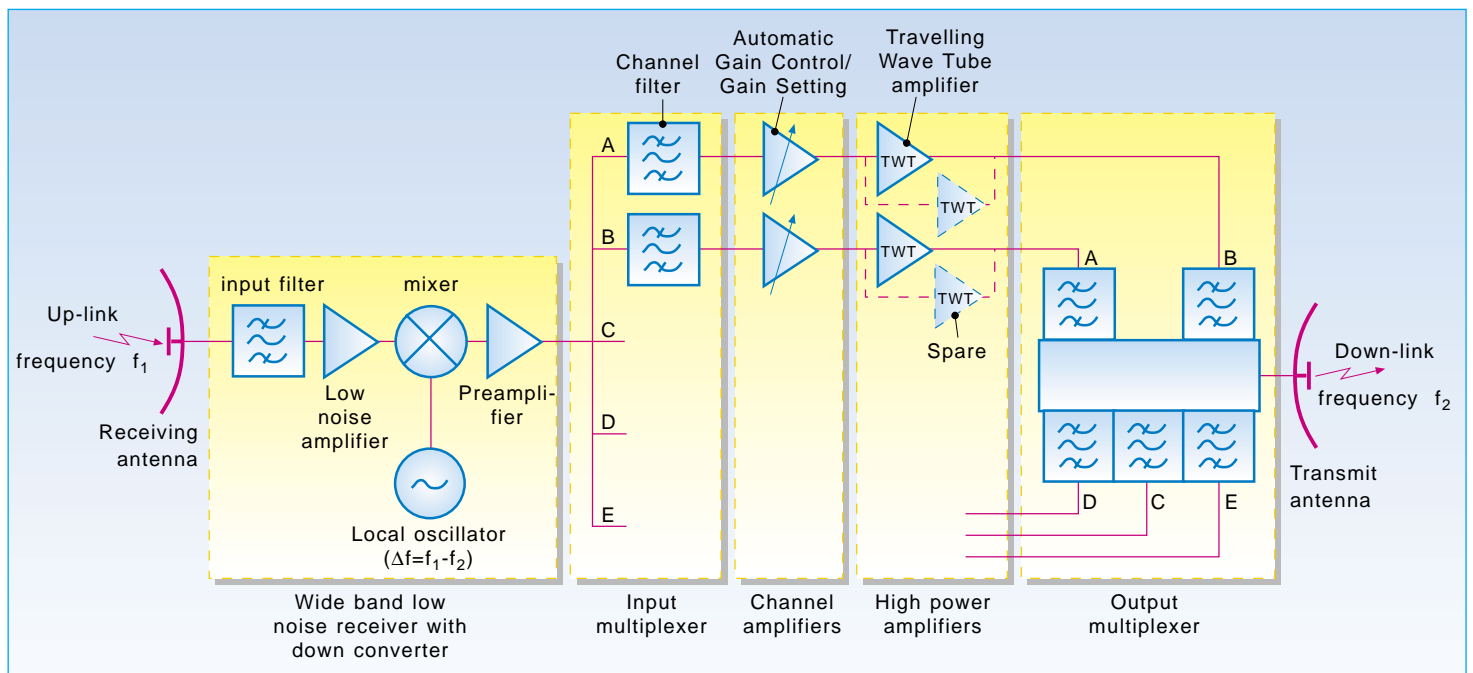 Automatic
Gain Control/
Gain Setting
Travelling
Wave Tube
amplifier
Channel
filter
A
TWT
TWT
B
TWT
TWT
Spare
A
B
input filter
mixer
Up-link
frequency f₁
C
Low
noise
amplifier
Preampli-
fier
Down-link
frequency f₂
Receiving
antenna
D
E
Local oscillator
(Δf=f₁-f₂)
D
C
E
Transmit
antenna
Wide band low
noise receiver with
down converter
Input
multiplexer
Channel
amplifiers
High power
amplifiers
Output
multiplexer